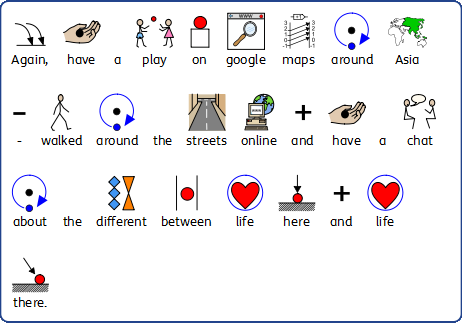 Again, have a play on google maps around Asia
- walked around the streets online and have a chat
about the different between life here and life
there.